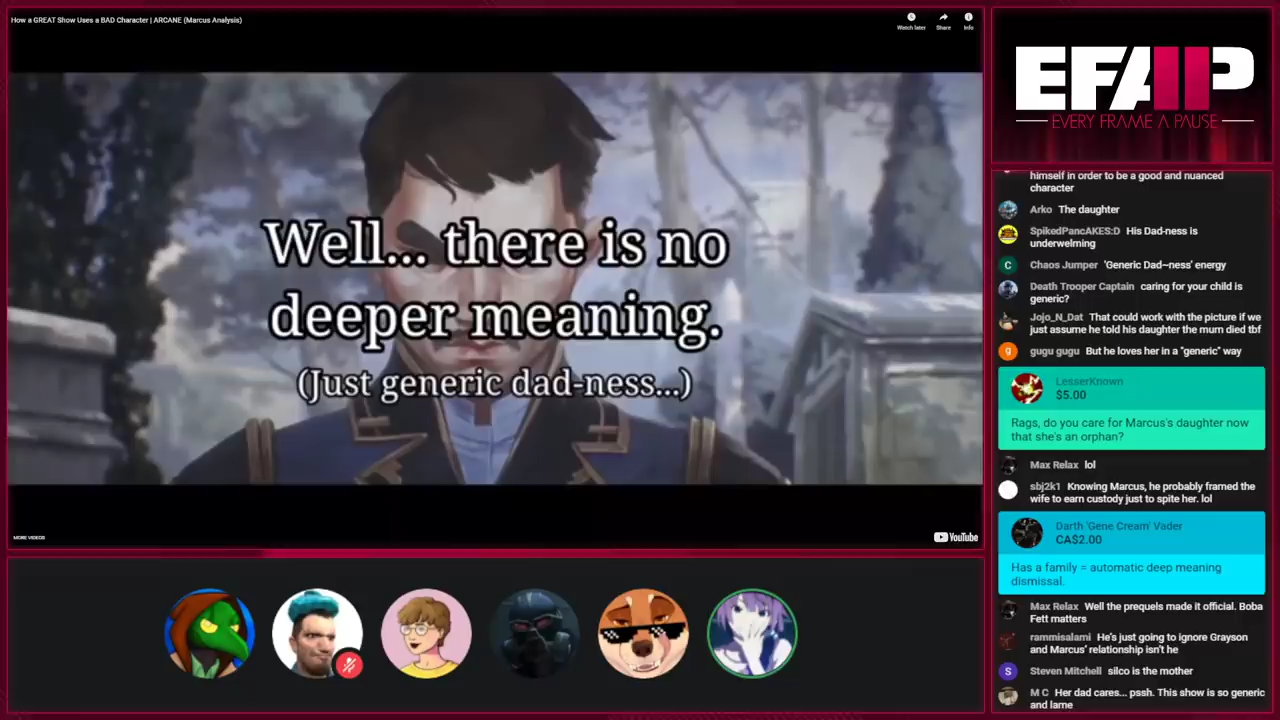 How a GREAT Show Uses a BAD Character | ARCANE (Marcus Analysis)
Watch later
Share
Info
Well... there is no
deeper meaning.
(Just generic dad-ness...)
MORE VIDEOS
YouTube
EFAP
EVERY FRAME A PAUSE
himself in order to be a good and nuanced
character
Arko The daughter
SpikedPancAKES:D His Dad-ness is
underwelming
C
Chaos Jumper 'Generic Dad--ness' energy
Death Trooper Captain caring for your child is
generic?
Jojo_N_Dat That could work with the picture if we
just assume he told his daughter the mum died tbf
g
gugu gugu But he loves her in a "generic" way
LesserKnown
$5.00
Rags, do you care for Marcus's daughter now
that she's an orphan?
Max Relax lol
sbj2k1 Knowing Marcus, he probably framed the
wife to earn custody just to spite her. lol
Darth 'Gene Cream' Vader
CA$2.00
Has a family = automatic deep meaning
dismissal.
Max Relax Well the prequels made it official. Boba
Fett matters
rammisalami He's just going to ignore Grayson
and Marcus' relationship isn't he
S
Steven Mitchell silco is the mother
M C Her dad cares... pssh. This show is so generic
and lame